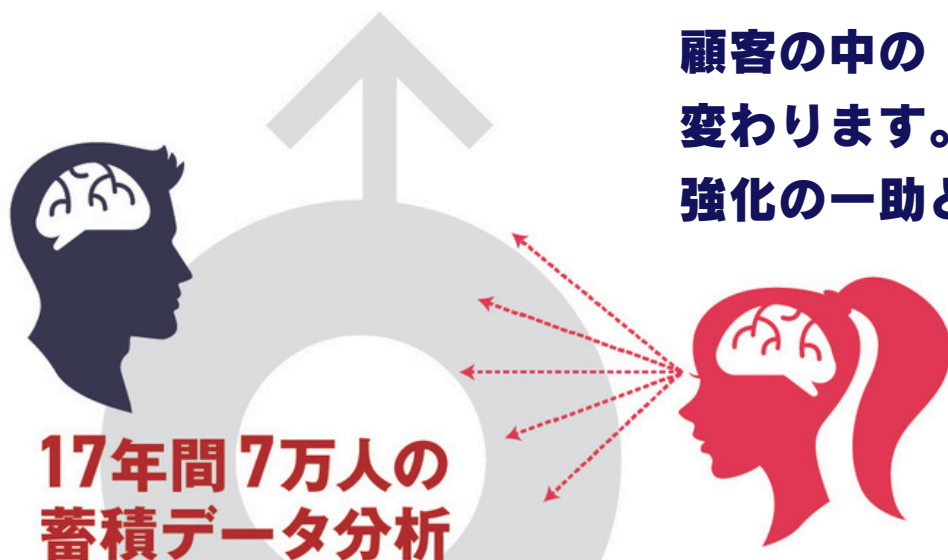 顧客の中の
変わります。
強化の一助と
17年間 7万人の
蓄積データ分析